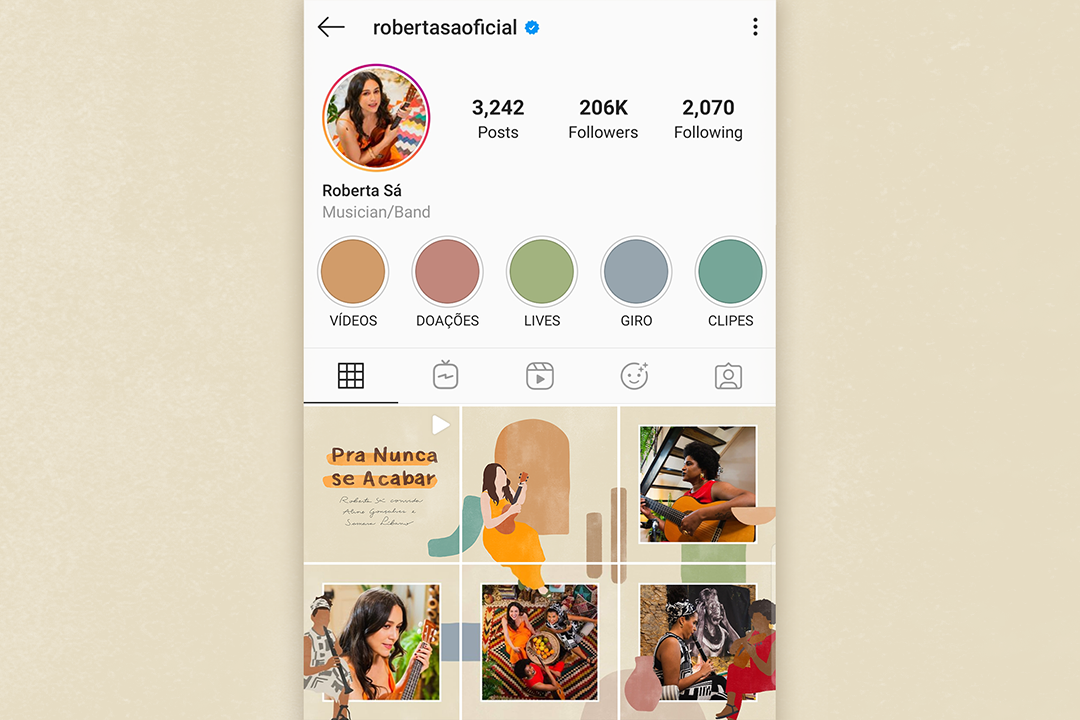 robertasaoficial
3,242 206K 2,070
Posts Followers Following
Roberta Sá
Musician/Band
VÍDEOS DOAÇÕES LIVES GIRO CLIPES
Pra Nunca
se Acabar
Roberta Sá convida
Aline Gonçalves e
Samara Líbano